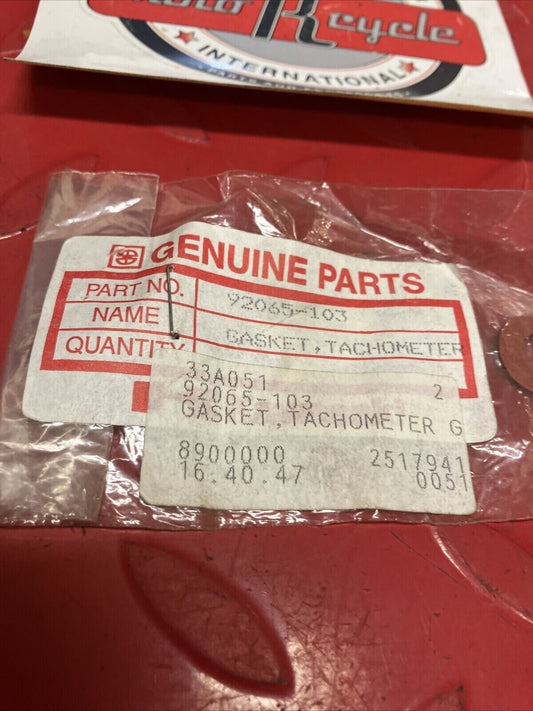 Rcycle
INTERNATIONAL
GENUINE PARTS
PART NO. 92065-103
NAME GASKET, TACHOMETER
QUANTITY
33A051 2
92065-103
GASKET, TACHOMETER G
8900000 2517941
16.40.47 0051